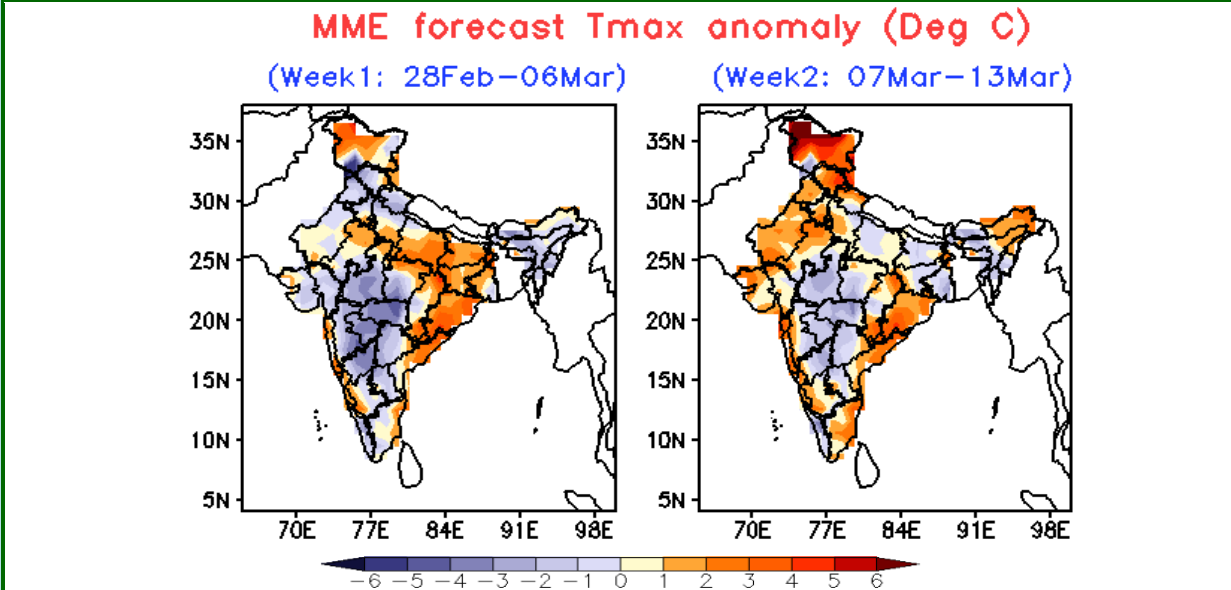 MME forecast Tmax anomaly (Deg C)
(Week1: 28Feb-06Mar)
(Week2: 07Mar-13Mar)
35N
30N
25N
20N
15N
10N
5N
70E 77E 84E 91E 98E
35N
30N
25N
20N
15N
10N
5N
70E 77E 84E 91E 98E
-6 -5 -4 -3 -2 -1 0 1 2 3 4 5 6